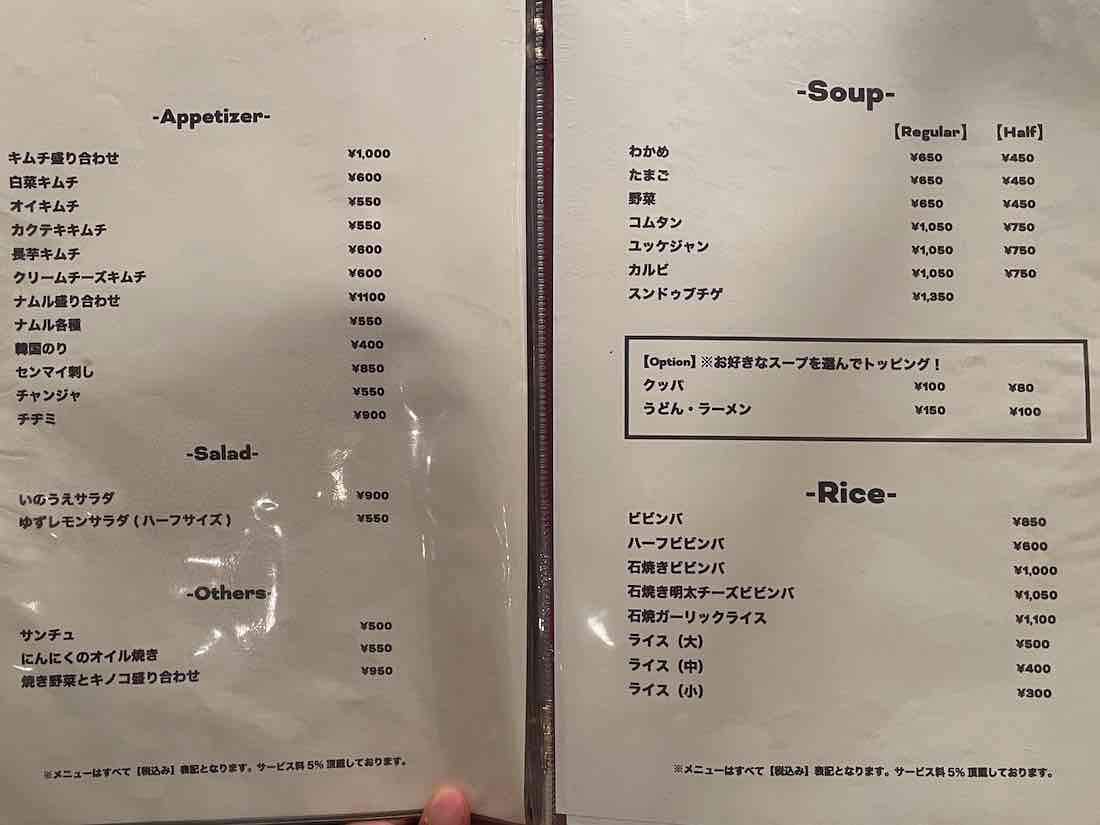 -Appetizer-
キムチ盛り合わせ ¥1,000
白菜キムチ ¥600
オイキムチ ¥550
カクテキキムチ ¥550
長芋キムチ ¥600
クリームチーズキムチ ¥600
ナムル盛り合わせ ¥1100
ナムル各種 ¥550
韓国のり ¥400
センマイ刺し ¥850
チャンジャ ¥550
チヂミ ¥900
-Salad-
いのうえサラダ ¥900
ゆずレモンサラダ(ハーフサイズ) ¥550
-Others-
サンチュ ¥500
にんにくのオイル焼き ¥550
焼き野菜とキノコ盛り合わせ ¥950
※メニューはすべて【税込み】表記となります。サービス料5%頂戴しております。
-Soup-
【Regular】 【Half】
わかめ ¥650 ¥450
たまご ¥650 ¥450
野菜 ¥650 ¥450
コムタン ¥1,050 ¥750
ユッケジャン ¥1,050 ¥750
カルビ ¥1,050 ¥750
スンドゥブチゲ ¥1,350
【Option】※お好きなスープを選んでトッピング！
クッパ ¥100 ¥80
うどん・ラーメン ¥150 ¥100
-Rice-
ビビンバ ¥850
ハーフビビンバ ¥600
石焼きビビンバ ¥1,000
石焼き明太チーズビビンバ ¥1,050
石焼ガーリックライス ¥1,100
ライス（大） ¥500
ライス（中） ¥400
ライス（小） ¥300
※メニューはすべて【税込み】表記となります。サービス料5%頂戴しております。